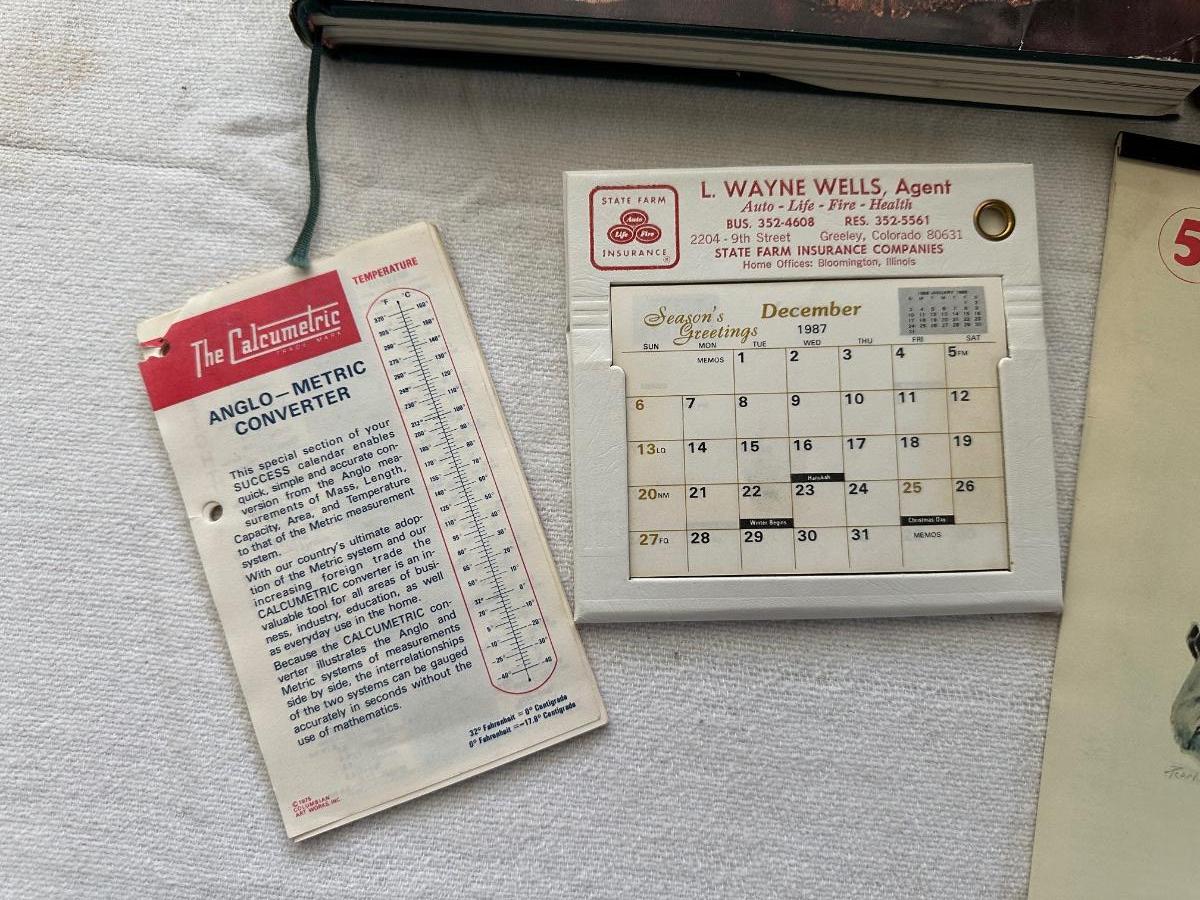 The Calcumetric
TRADE MARK
TEMPERATURE
°F °C
ANGLO—METRIC
CONVERTER
This special section of your
SUCCESS calendar enables
quick, simple and accurate con-
version from the Anglo mea-
surements of Mass, Length,
Capacity, Area, and Temperature
to that of the Metric measurement
system.
With our country's ultimate adop-
tion of the Metric system and our
increasing foreign trade the
CALCUMETRIC converter is an in-
valuable tool for all areas of busi-
ness, industry, education, as well
as everyday use in the home.
Because the CALCUMETRIC con-
verter illustrates the Anglo and
Metric systems of measurements
side by side, the interrelationships
of the two systems can be gauged
accurately in seconds without the
use of mathematics.
32° Fahrenheit = 0° Centigrade
0° Fahrenheit = -17.8° Centigrade
©1975
COLUMBIAN
ART WORKS, INC.
STATE FARM
Auto
Life Fire
INSURANCE
®
L. WAYNE WELLS, Agent
Auto - Life - Fire - Health
BUS. 352-4608 RES. 352-5561
2204 - 9th Street Greeley, Colorado 80631
STATE FARM INSURANCE COMPANIES
Home Offices: Bloomington, Illinois
Season's
Greetings
December
1987
SUN MON TUE WED THU FRI SAT
MEMOS 1 2 3 4 5FM
6 7 8 9 10 11 12
13LQ 14 15 16 17 18 19
Hanukah
20NM 21 22 23 24 25 26
Winter Begins Christmas Day
27FQ 28 29 30 31 MEMOS
5